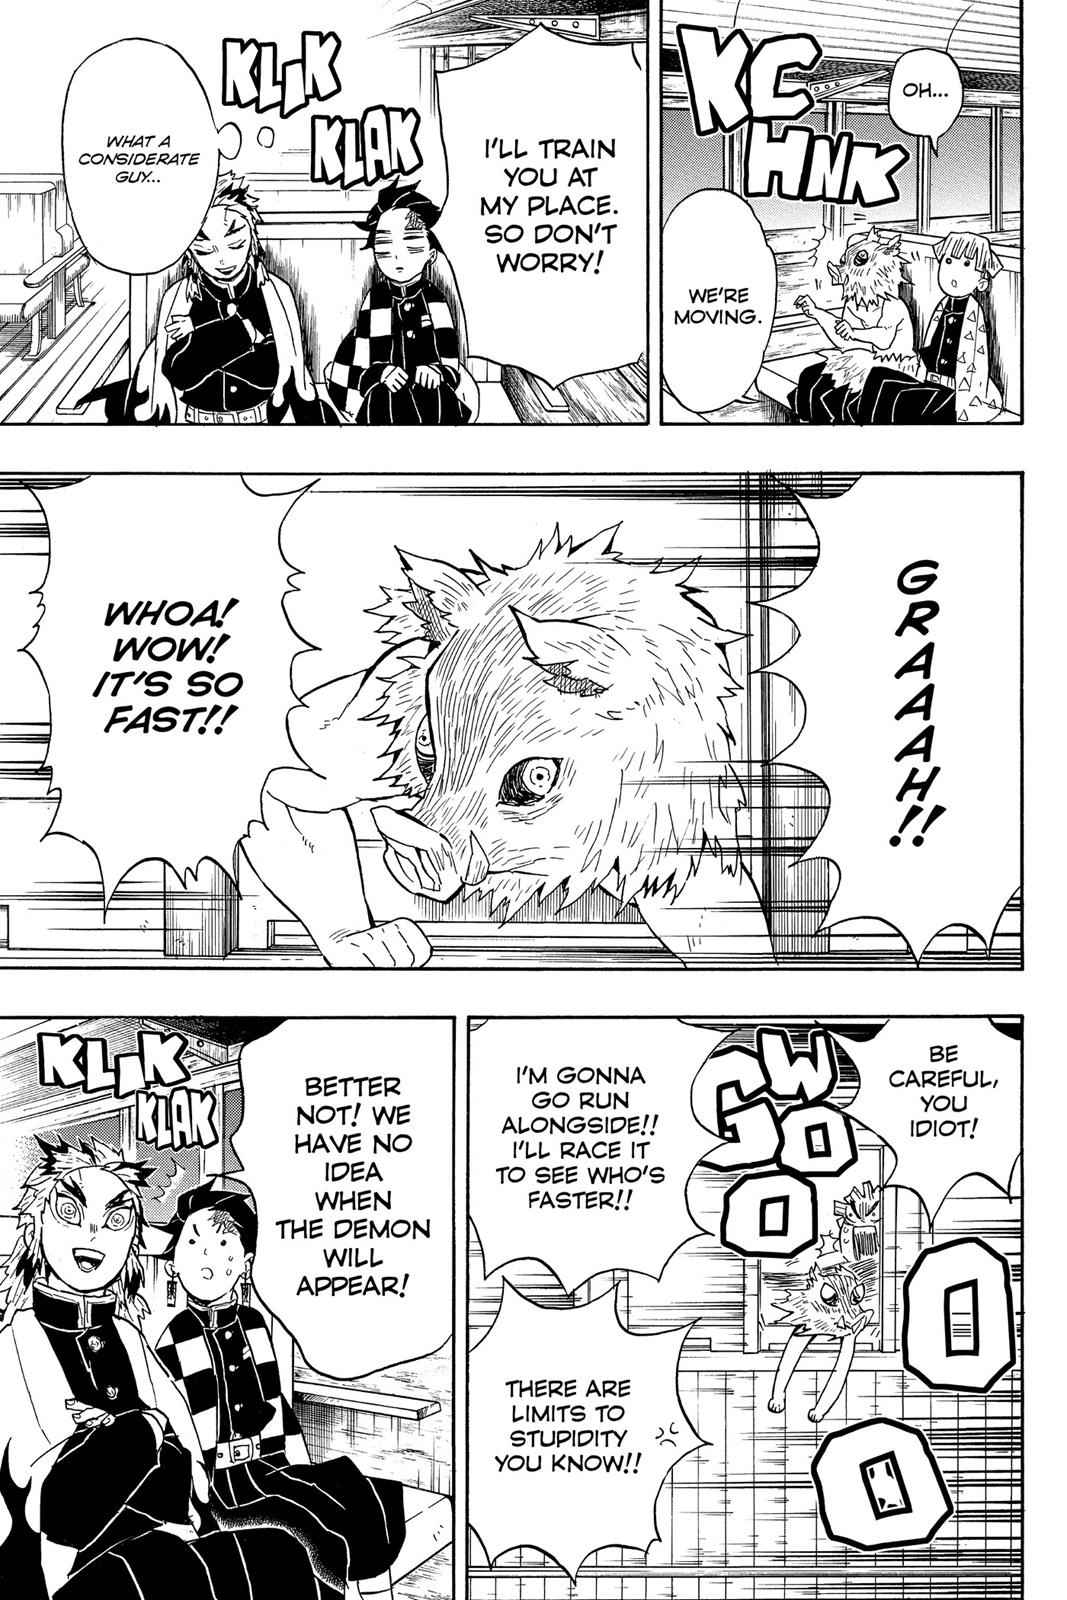 OH...
KC
HNK
WE'RE
MOVING.
I'LL TRAIN
YOU AT
MY PLACE.
SO DON'T
WORRY!
KLIK
KLAK
WHAT A
CONSIDERATE
GUY...
GRAAAH!!
WHOA!
WOW!
IT'S SO
FAST!!
BE
CAREFUL,
YOU
IDIOT!
GWOOOOO
I'M GONNA
GO RUN
ALONGSIDE!!
I'LL RACE IT
TO SEE WHO'S
FASTER!!
THERE ARE
LIMITS TO
STUPIDITY
YOU KNOW!!
BETTER
NOT! WE
HAVE NO
IDEA
WHEN
THE DEMON
WILL
APPEAR!
KLIK
KLAK